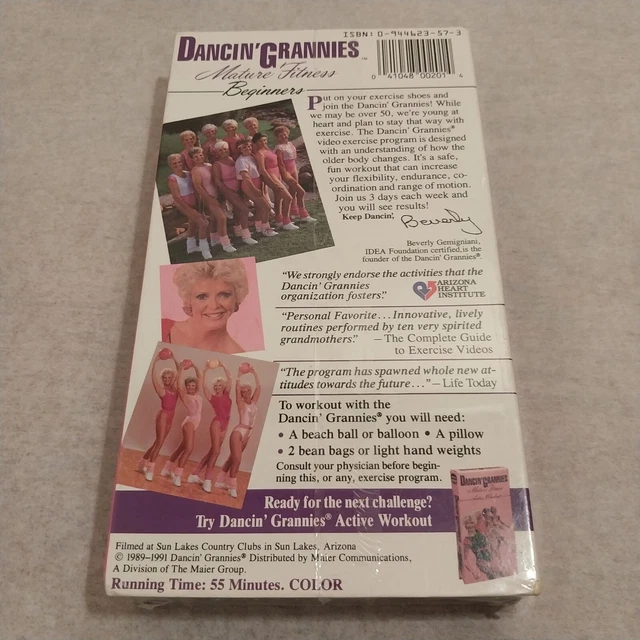 ISBN: 0-944623-57-3
DANCIN' GRANNIES™
Mature Fitness
Beginners
0 41048 00201 4
Put on your exercise shoes and
join the Dancin' Grannies! While
we may be over 50, we're young at
heart and plan to stay that way with
exercise. The Dancin' Grannies®
video exercise program is designed
with an understanding of how the
older body changes. It's a safe,
fun workout that can increase
your flexibility, endurance, co-
ordination and range of motion.
Join us 3 days each week and
you will see results!
Keep Dancin',
Beverly
Beverly Gemigniani,
IDEA Foundation certified, is the
founder of the Dancin' Grannies®.
"We strongly endorse the activities that the
Dancin' Grannies
organization fosters."
ARIZONA
HEART
INSTITUTE
"Personal Favorite... Innovative, lively
routines performed by ten very spirited
grandmothers." —The Complete Guide
to Exercise Videos
"The program has spawned whole new at-
titudes towards the future..." — Life Today
To workout with the
Dancin' Grannies® you will need:
• A beach ball or balloon • A pillow
• 2 bean bags or light hand weights
Consult your physician before begin-
ning this, or any, exercise program.
Ready for the next challenge?
Try Dancin' Grannies® Active Workout
DANCIN' GRANNIES
Filmed at Sun Lakes Country Clubs in Sun Lakes, Arizona
© 1989-1991 Dancin' Grannies® Distributed by Maier Communications,
A Division of The Maier Group.
Running Time: 55 Minutes. COLOR